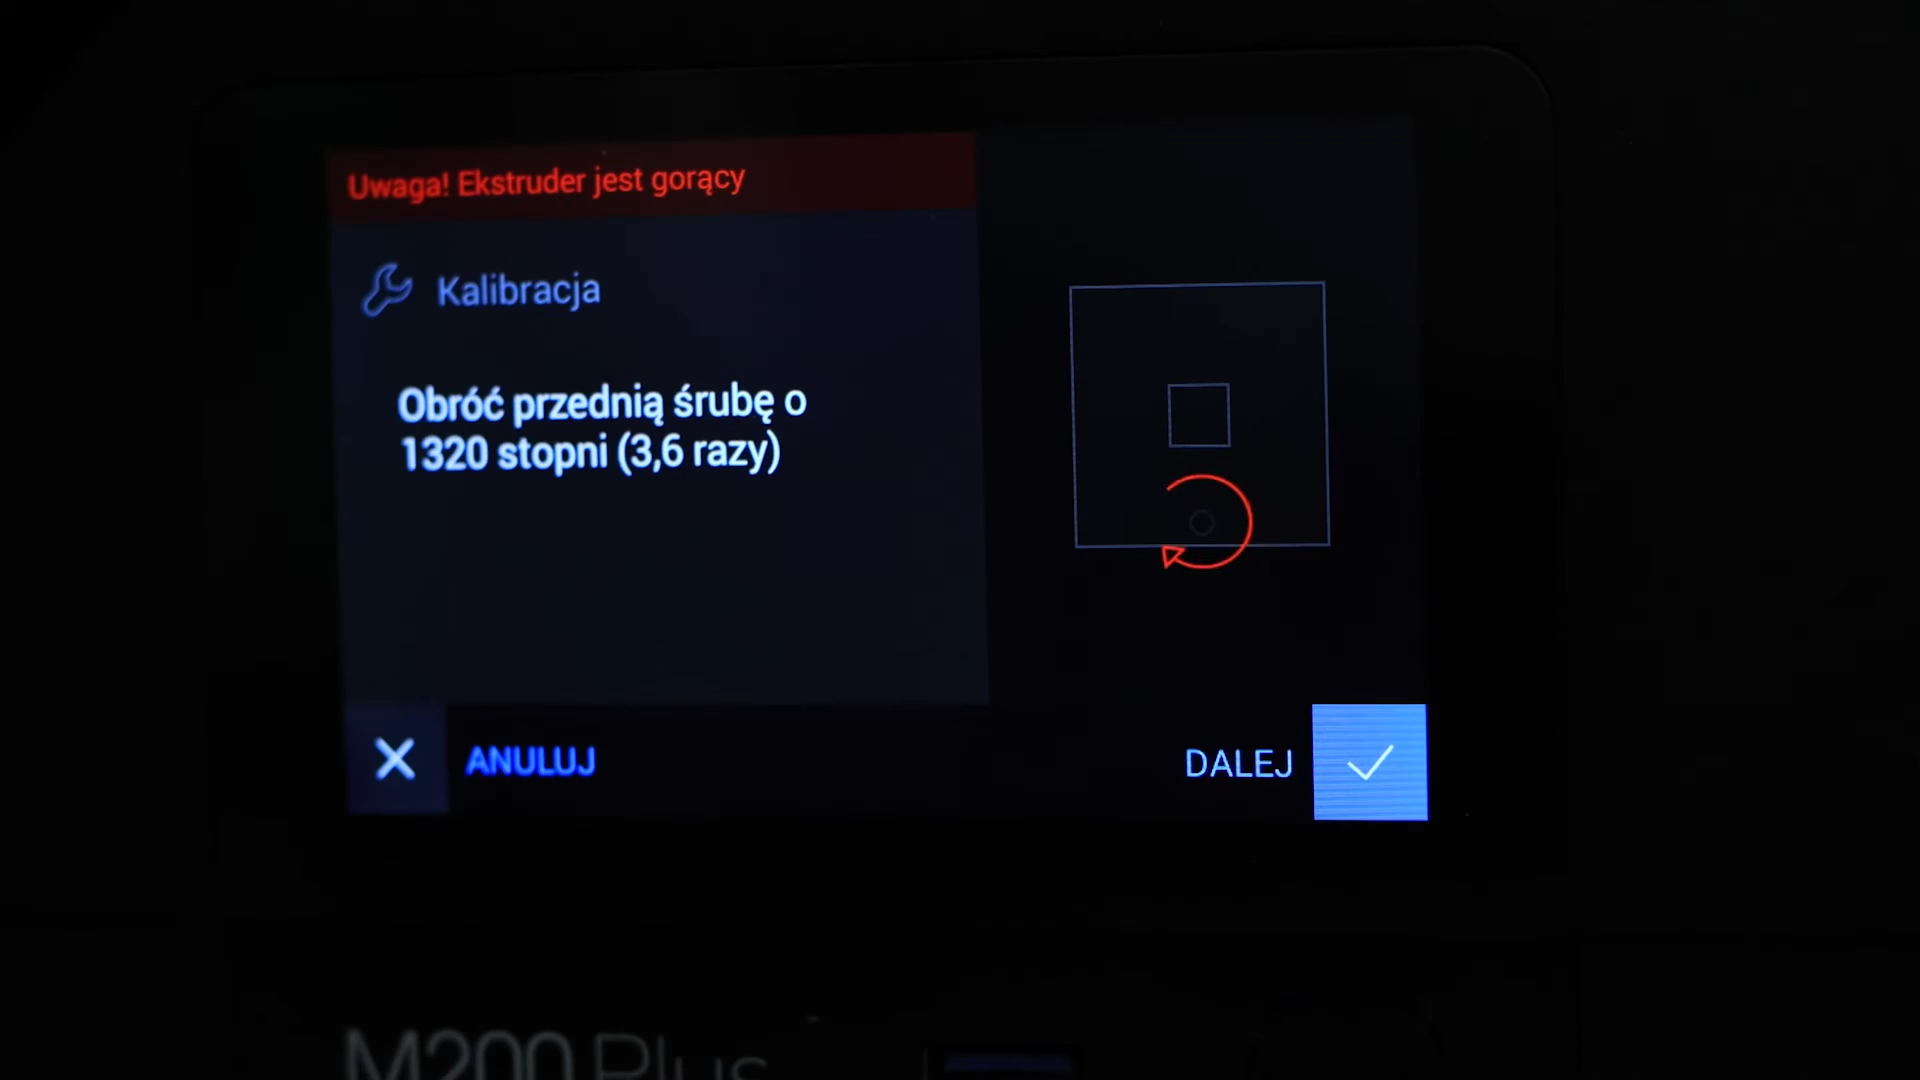 Uwaga! Ekstruder jest gorący
Kalibracja
Obróć przednią śrubę o
1320 stopni (3,6 razy)
ANULUJ
DALEJ
M200 Plus